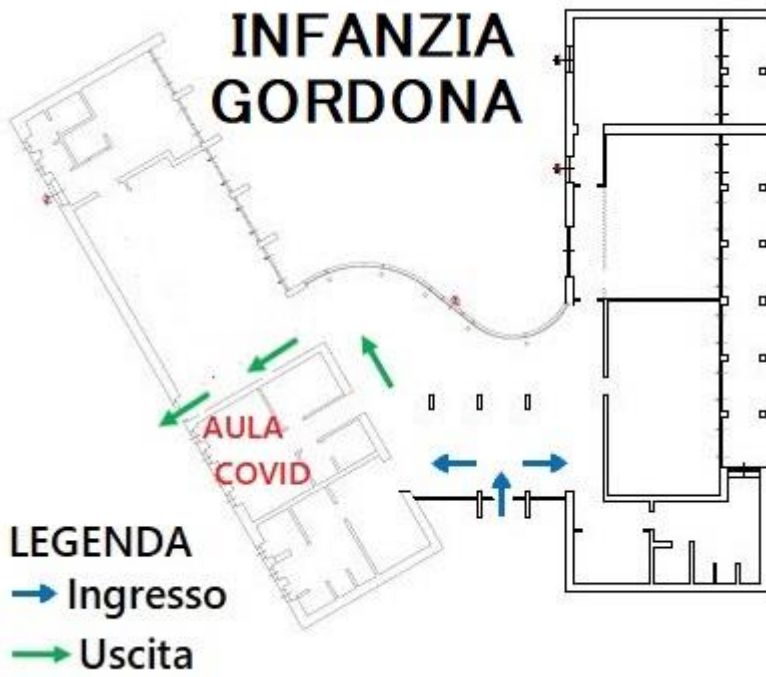 INFANZIA
GORDONA
AULA
COVID
LEGENDA
Ingresso
Uscita